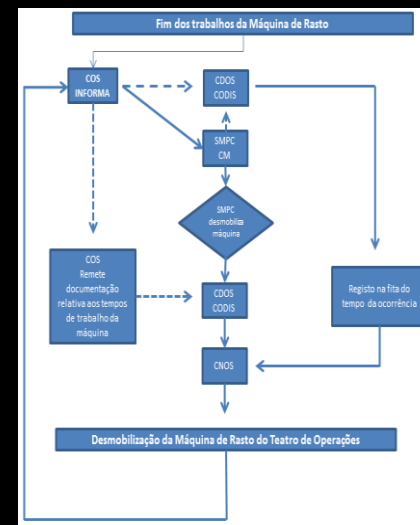 Fim dos trabalhos da Máquina de Rasto
COS
INFORMA
CDOS
CODIS
SMPC
CM
SMPC
desmobiliza
máquina
COS
Remete
documentação
relativa aos tempos
de trabalho da
máquina
CDOS
CODIS
Registo na fita do
tempo da ocorrência
CNOS
Desmobilização da Máquina de Rasto do Teatro de Operações